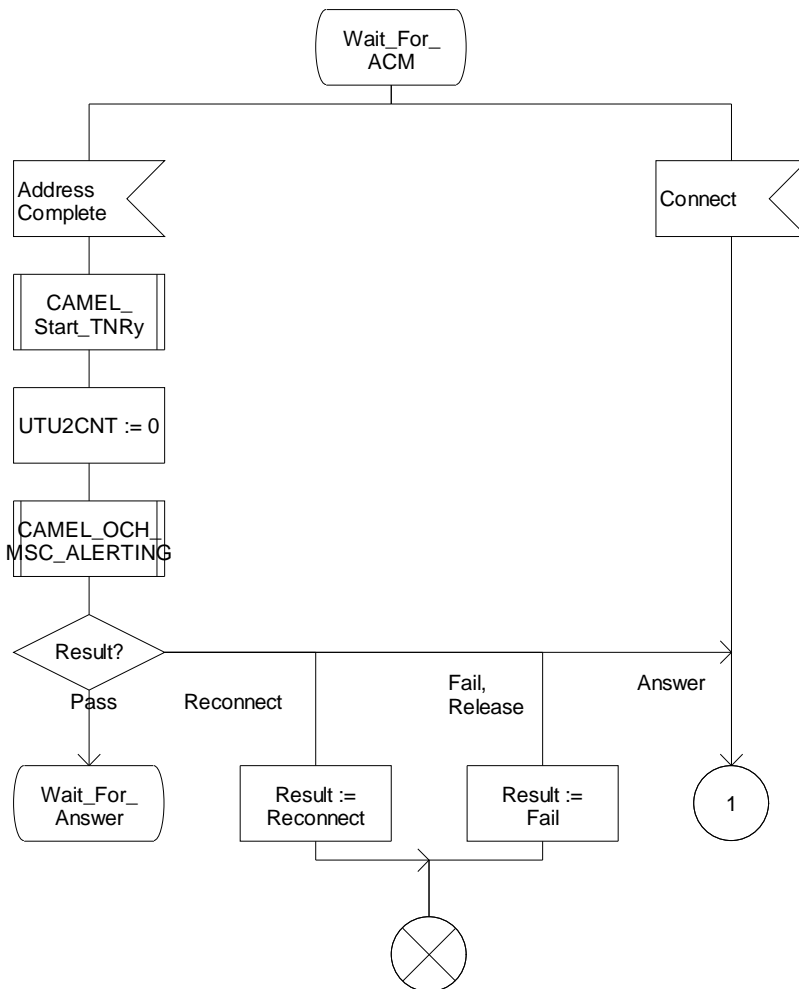 Wait_For_
ACM
Address
Complete
Connect
CAMEL_
Start_TNRy
UTU2CNT := 0
CAMEL_OCH_
MSC_ALERTING
Result?
Pass
Reconnect
Fail,
Release
Answer
Wait_For_
Answer
Result :=
Reconnect
Result :=
Fail
1